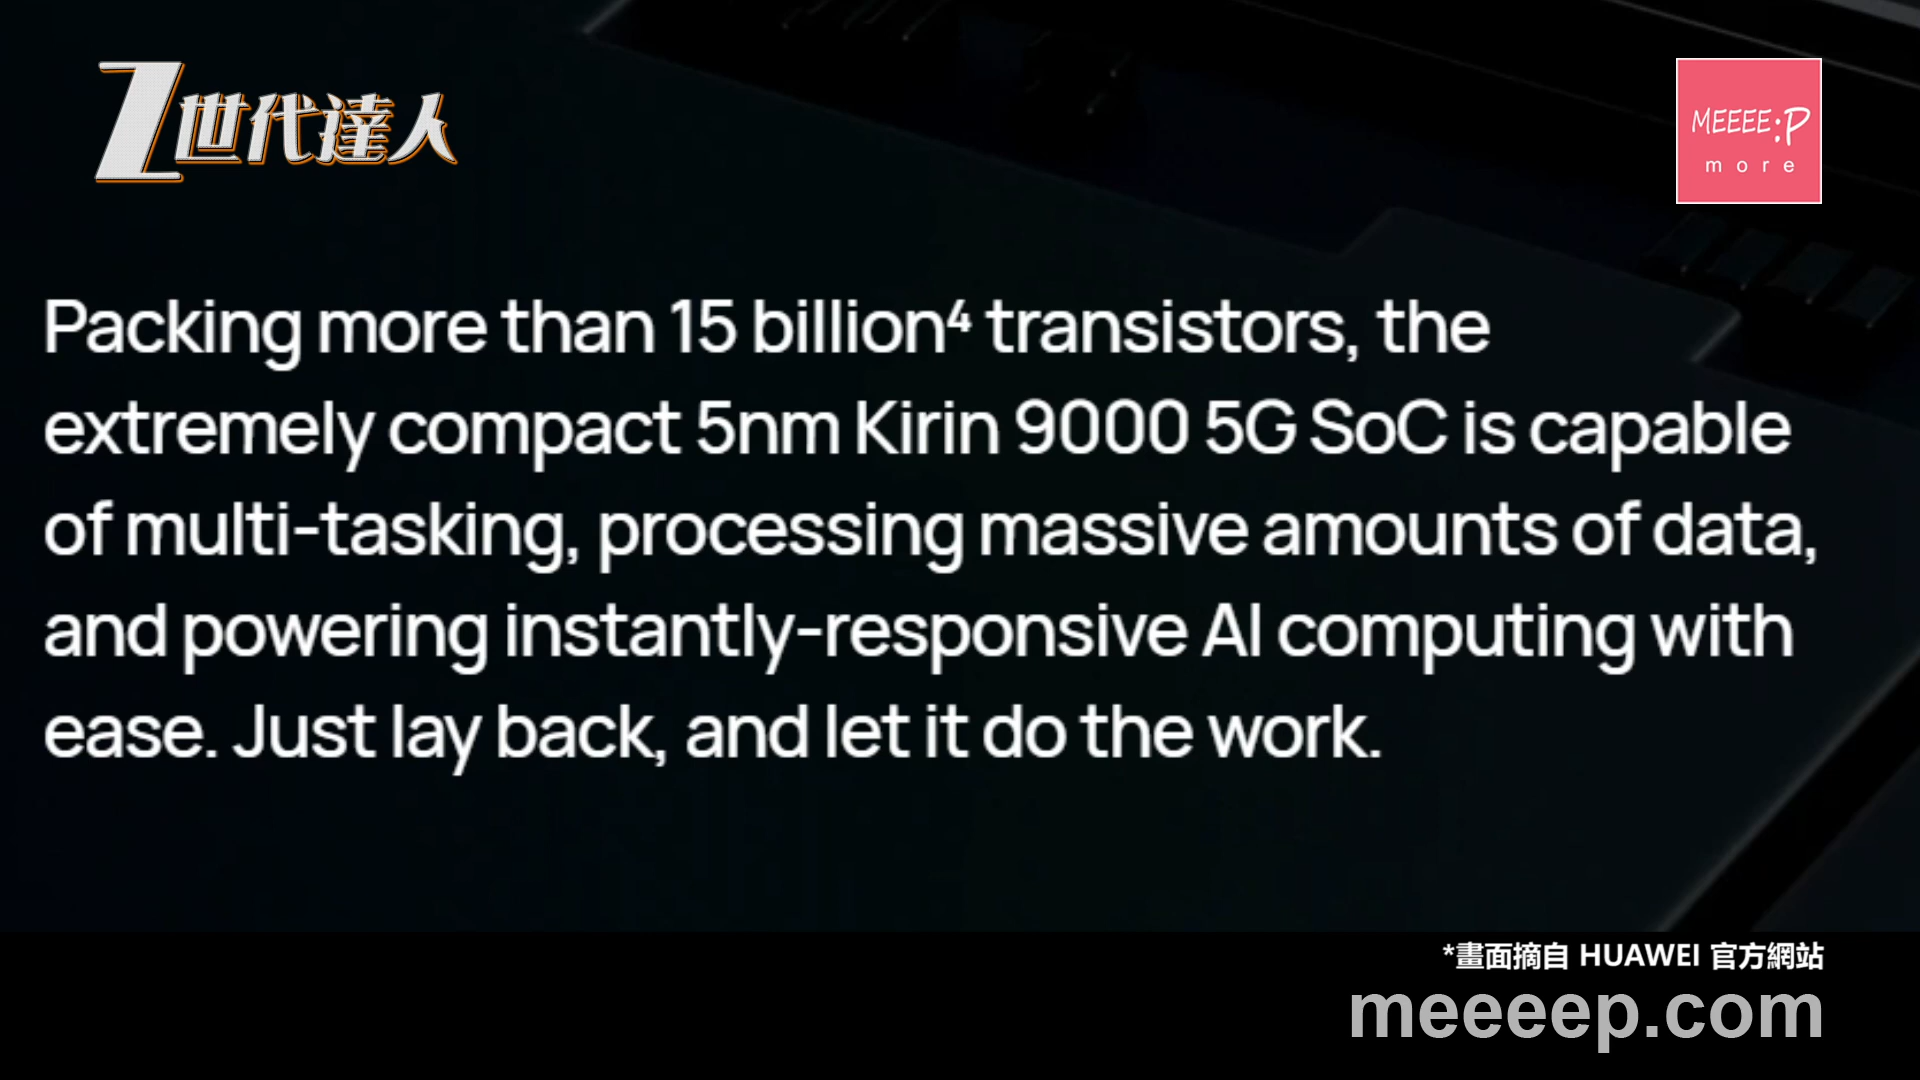 Z世代達人
MEEEE:P
more
Packing more than 15 billion⁴ transistors, the
extremely compact 5nm Kirin 9000 5G SoC is capable
of multi-tasking, processing massive amounts of data,
and powering instantly-responsive AI computing with
ease. Just lay back, and let it do the work.
*畫面摘自 HUAWEI 官方網站
meeeep.com